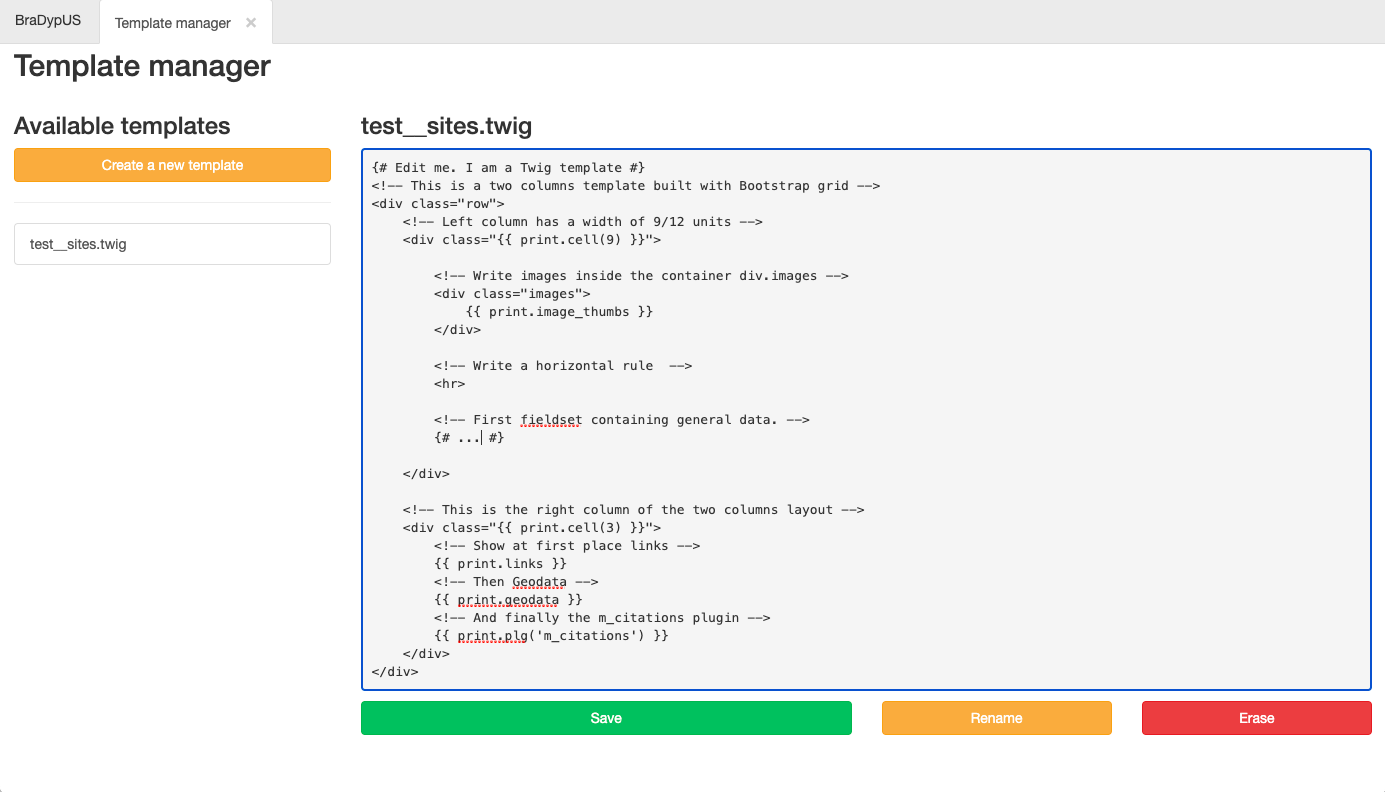 BraDypUS
Template manager ×
Template manager
Available templates
Create a new template
test__sites.twig
test__sites.twig
{# Edit me. I am a Twig template #}
<!-- This is a two columns template built with Bootstrap grid -->
<div class="row">
    <!-- Left column has a width of 9/12 units -->
    <div class="{{ print.cell(9) }}">

        <!-- Write images inside the container div.images -->
        <div class="images">
            {{ print.image_thumbs }}
        </div>

        <!-- Write a horizontal rule  -->
        <hr>

        <!-- First fieldset containing general data. -->
        {# ... #}

    </div>

    <!-- This is the right column of the two columns layout -->
    <div class="{{ print.cell(3) }}">
        <!-- Show at first place links -->
        {{ print.links }}
        <!-- Then Geodata -->
        {{ print.geodata }}
        <!-- And finally the m_citations plugin -->
        {{ print.plg('m_citations') }}
    </div>
</div>
Save
Rename
Erase